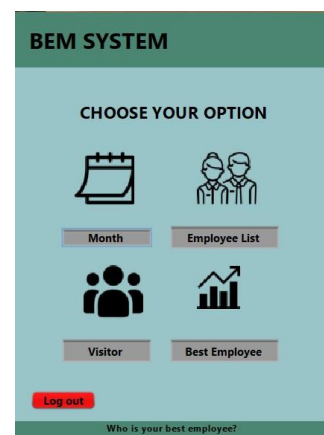 BEM SYSTEM
CHOOSE YOUR OPTION
Month
Employee List
Visitor
Best Employee
Log out
Who is your best employee?